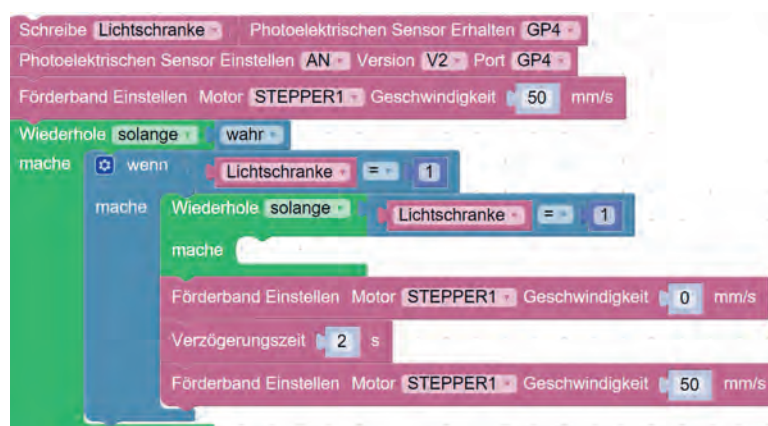 Schreibe Lichtschranke Photoelektrischen Sensor Erhalten GP4
Photoelektrischen Sensor Einstellen AN Version V2 Port GP4
Förderband Einstellen Motor STEPPER1 Geschwindigkeit 50 mm/s
Wiederhole solange wahr
mache wenn Lichtschranke = 1
mache Wiederhole solange Lichtschranke = 1
mache
Förderband Einstellen Motor STEPPER1 Geschwindigkeit 0 mm/s
Verzögerungszeit 2 s
Förderband Einstellen Motor STEPPER1 Geschwindigkeit 50 mm/s